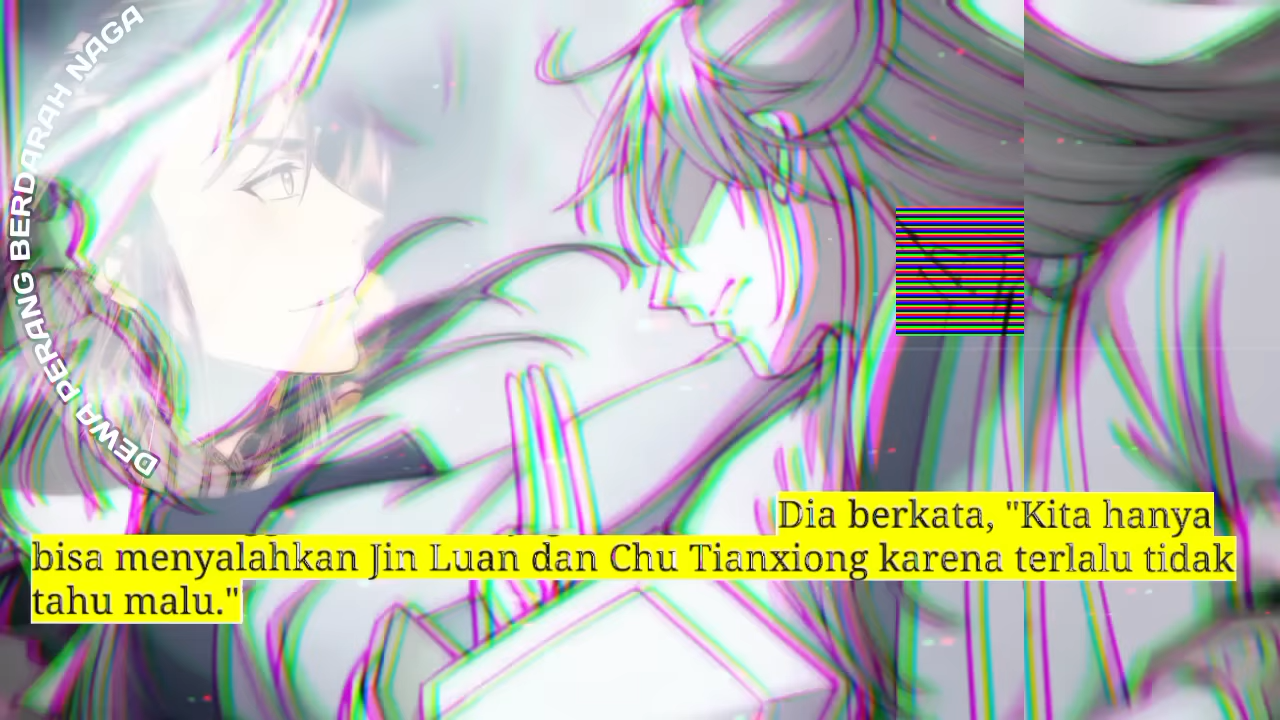 DEWA PERANG BERDARAH NAGA
Dia berkata, "Kita hanya
bisa menyalahkan Jin Luan dan Chu Tianxiong karena terlalu tidak
tahu malu."